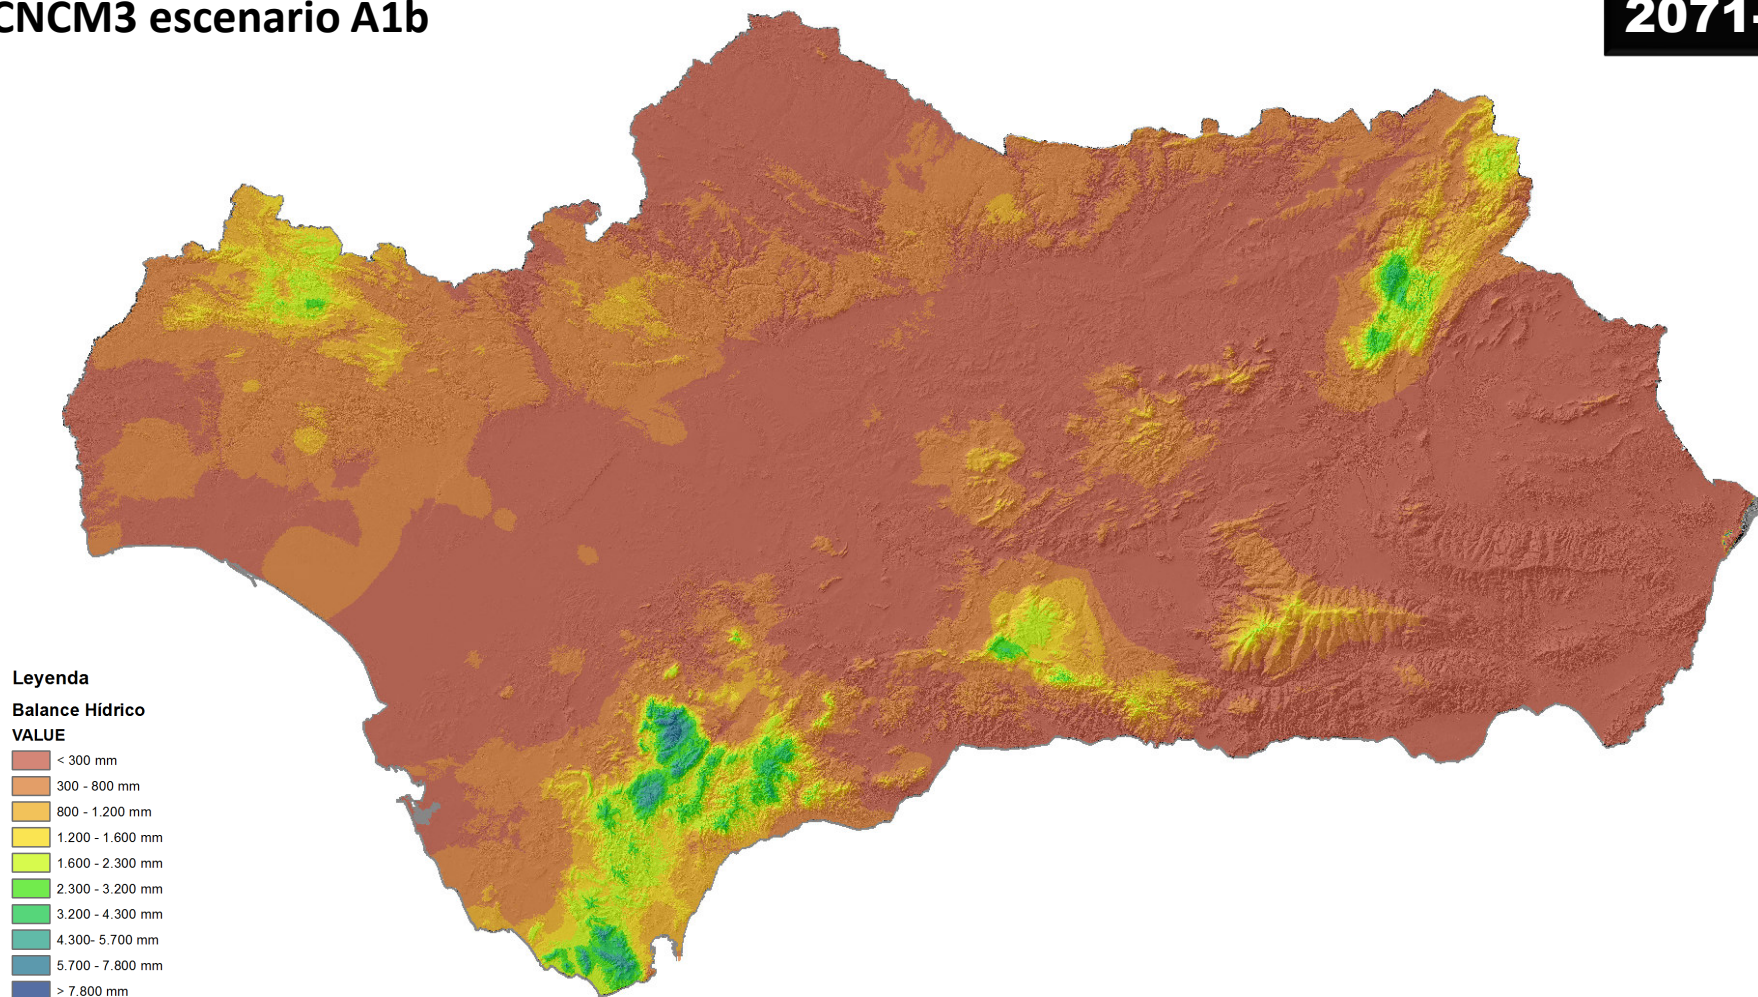 CNCM3 escenario A1b
2071-
Leyenda
Balance Hídrico
VALUE
< 300 mm
300 - 800 mm
800 - 1.200 mm
1.200 - 1.600 mm
1.600 - 2.300 mm
2.300 - 3.200 mm
3.200 - 4.300 mm
4.300- 5.700 mm
5.700 - 7.800 mm
> 7.800 mm